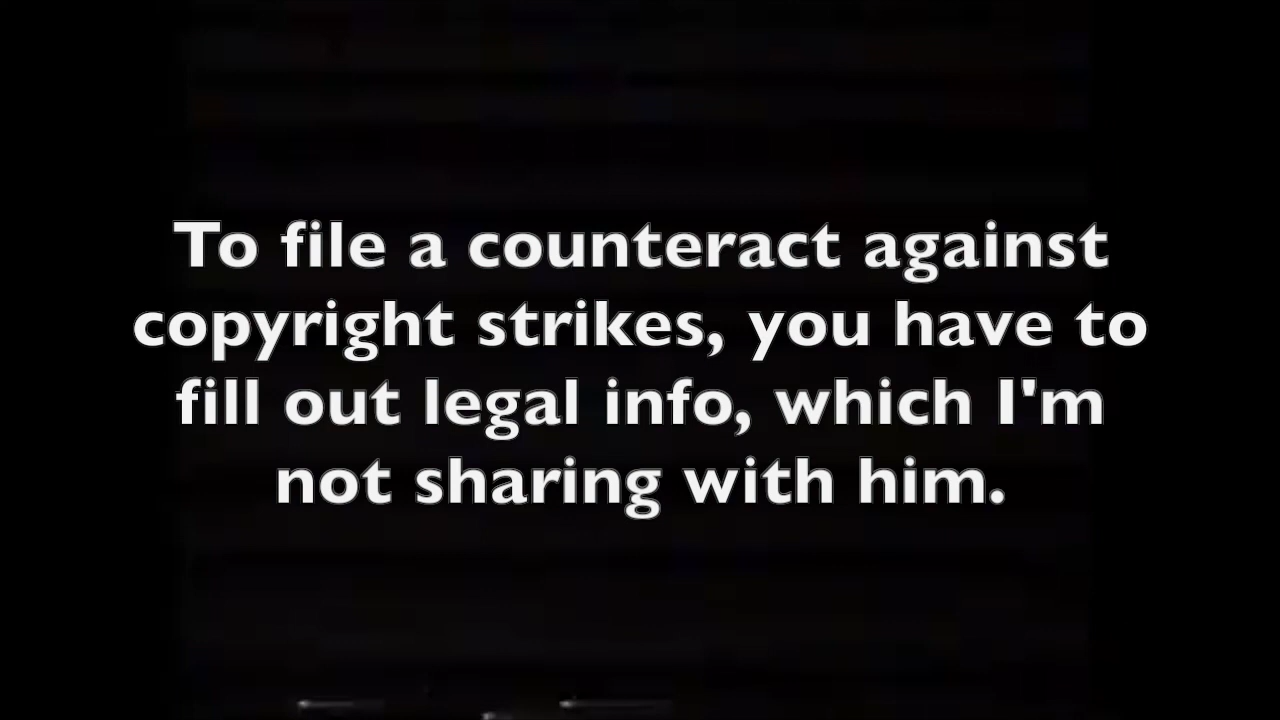 To file a counteract against
copyright strikes, you have to
fill out legal info, which I'm
not sharing with him.